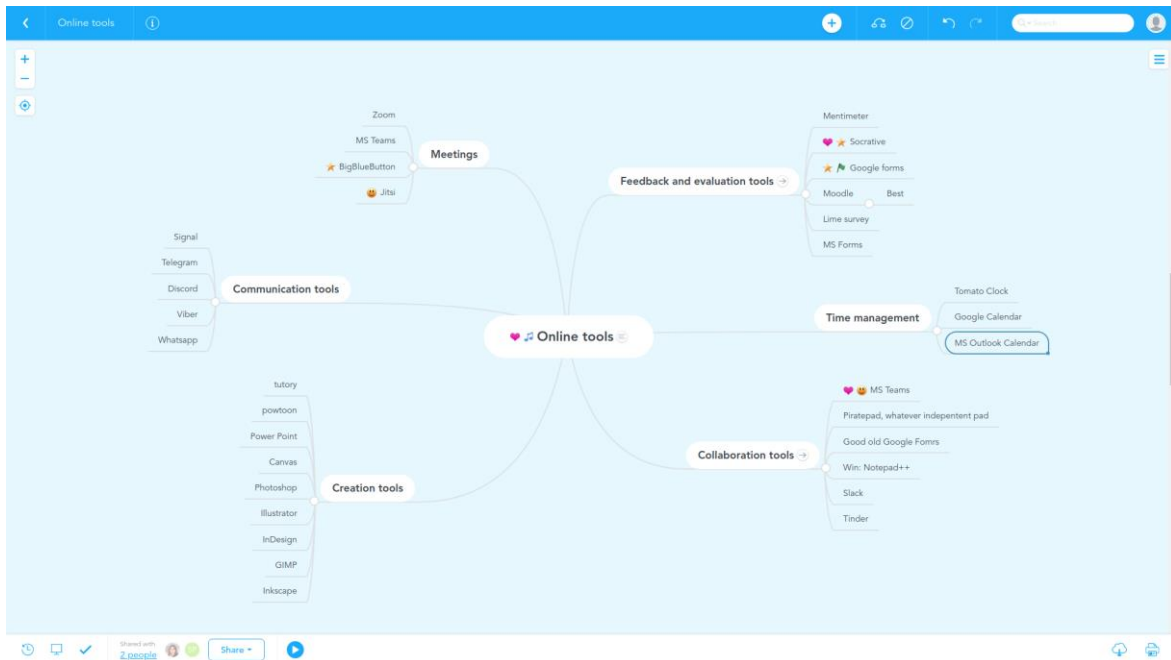 Online tools
Search
Zoom
MS Teams
BigBlueButton
Jitsi
Meetings
Signal
Telegram
Discord
Viber
Whatsapp
Communication tools
tutory
powtoon
Power Point
Canvas
Photoshop
Illustrator
InDesign
GIMP
Inkscape
Creation tools
Online tools
Feedback and evaluation tools
Mentimeter
Socrative
Google forms
Moodle
Best
Lime survey
MS Forms
Time management
Tomato Clock
Google Calendar
MS Outlook Calendar
Collaboration tools
MS Teams
Piratepad, whatever indepentent pad
Good old Google Fomrs
Win: Notepad++
Slack
Tinder
Shared with
2 people
Share